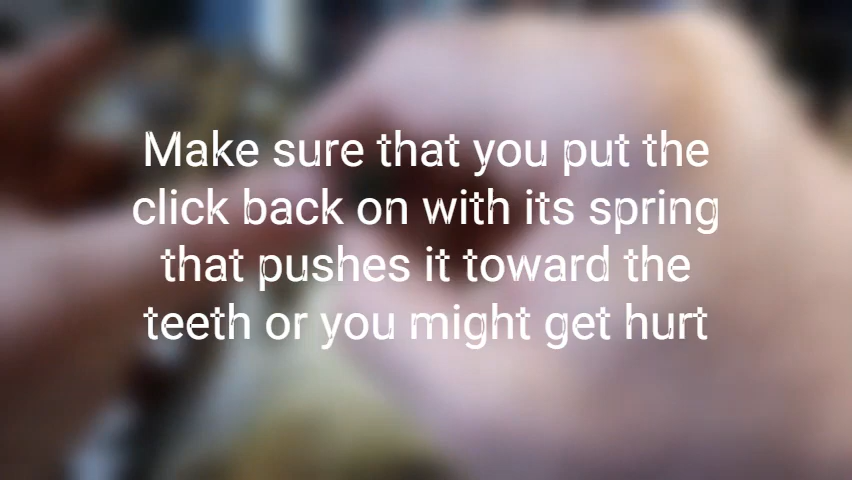 Make sure that you put the
click back on with its spring
that pushes it toward the
teeth or you might get hurt